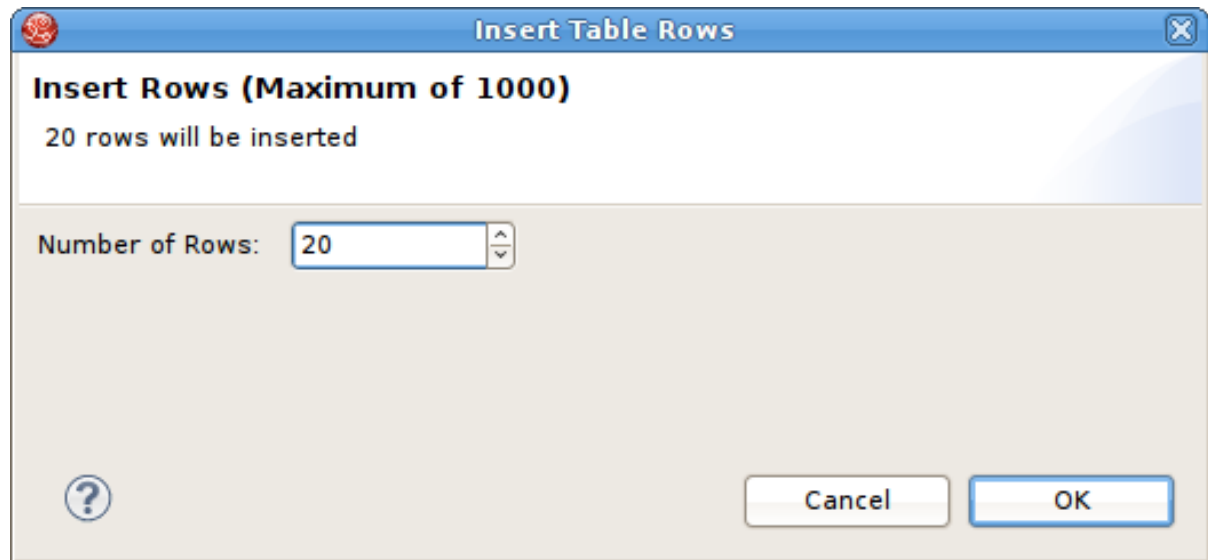 Insert Table Rows
Insert Rows (Maximum of 1000)
20 rows will be inserted
Number of Rows: 20
?
Cancel OK